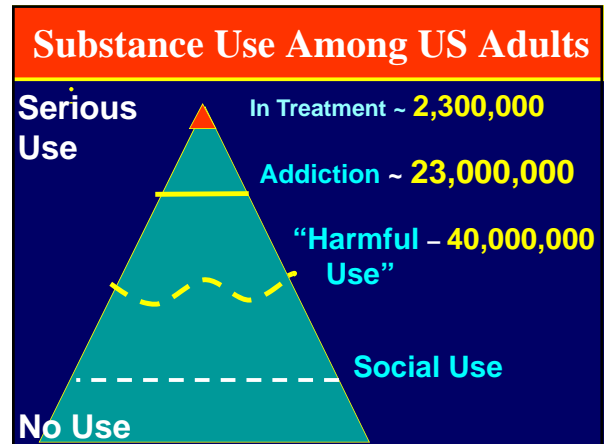 Substance Use Among US Adults
Serious
Use
In Treatment ~ 2,300,000
Addiction ~ 23,000,000
“Harmful – 40,000,000
Use”
Social Use
No Use